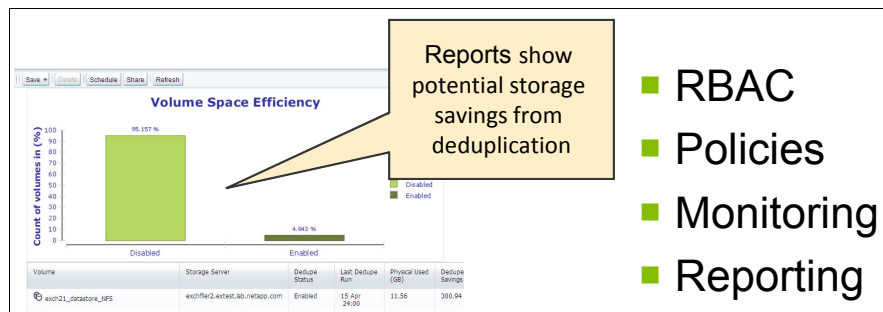 Save
Delete
Schedule
Share
Refresh
Reports show
potential storage
savings from
deduplication
Volume Space Efficiency
Count of volumes in (%)
100
90
80
70
60
50
40
30
20
10
0
95.157 %
4.843 %
Disabled
Enabled
Disabled
Enabled
Volume
Storage Server
Dedupe
Status
Last Dedupe
Run
Physical Used
(GB)
Dedupe
Savings
exch21_datastore_NFS
exchfiler2.extest.lab.netapp.com
Enabled
15 Apr
24:00
11.56
300.94
RBAC
Policies
Monitoring
Reporting